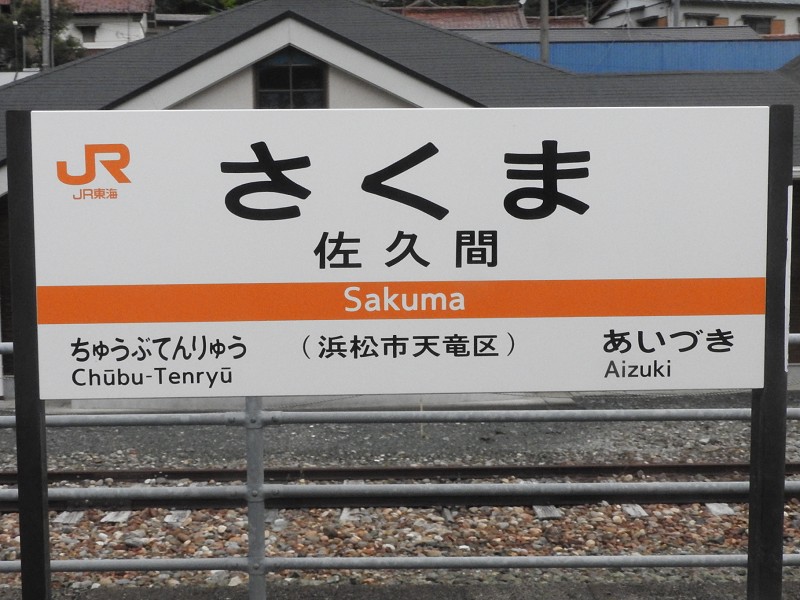 JR
JR東海
さくま
佐久間
Sakuma
ちゅうぶてんりゅう
Chūbu-Tenryū
（浜松市天竜区）
あいづき
Aizuki